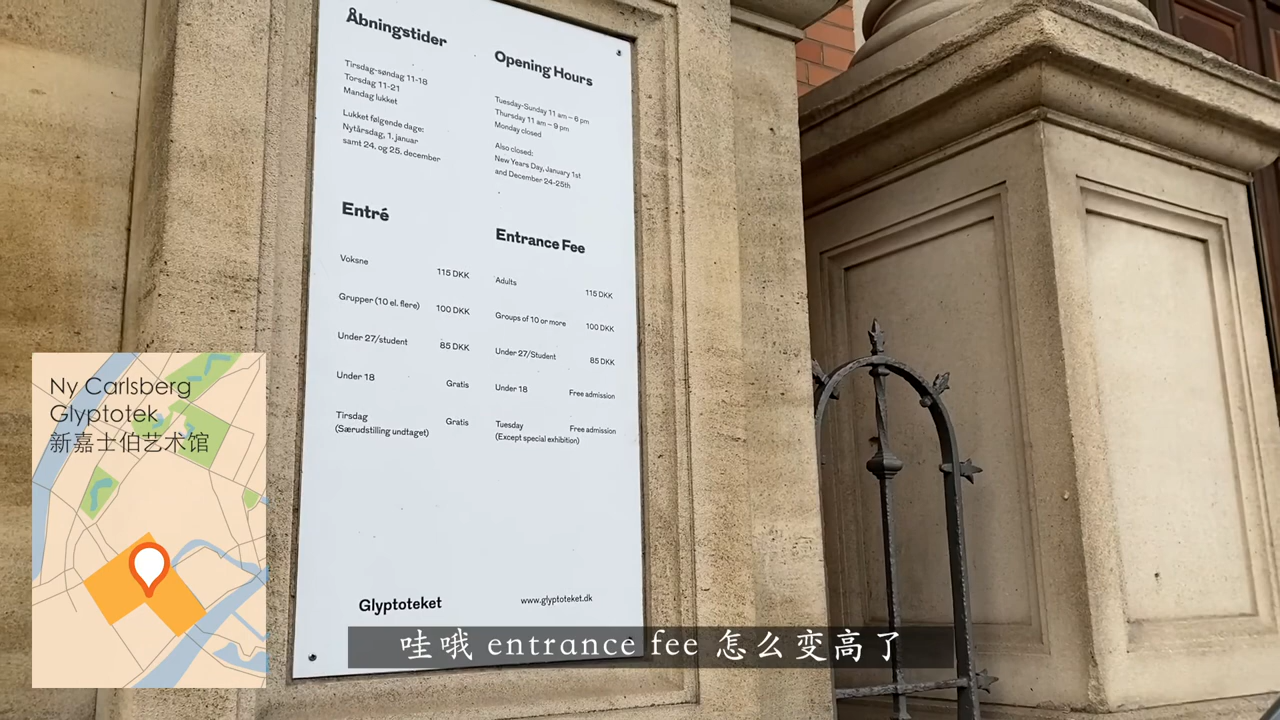 Åbningstider
Tirsdag-søndag 11-18
Torsdag 11-21
Mandag lukket
Lukket følgende dage:
Nytårsdag, 1. januar
samt 24. og 25. december
Opening Hours
Tuesday-Sunday 11 am – 6 pm
Thursday 11 am – 9 pm
Monday closed
Also closed:
New Years Day, January 1st
and December 24-25th
Entré
Voksne 115 DKK
Grupper (10 el. flere) 100 DKK
Under 27/student 85 DKK
Under 18 Gratis
Tirsdag Gratis
(Særudstilling undtaget)
Entrance Fee
Adults 115 DKK
Groups of 10 or more 100 DKK
Under 27/Student 85 DKK
Under 18 Free admission
Tuesday Free admission
(Except special exhibition)
Glyptoteket www.glyptoteket.dk
Ny Carlsberg
Glyptotek
新嘉士伯艺术馆
哇哦 entrance fee 怎么变高了